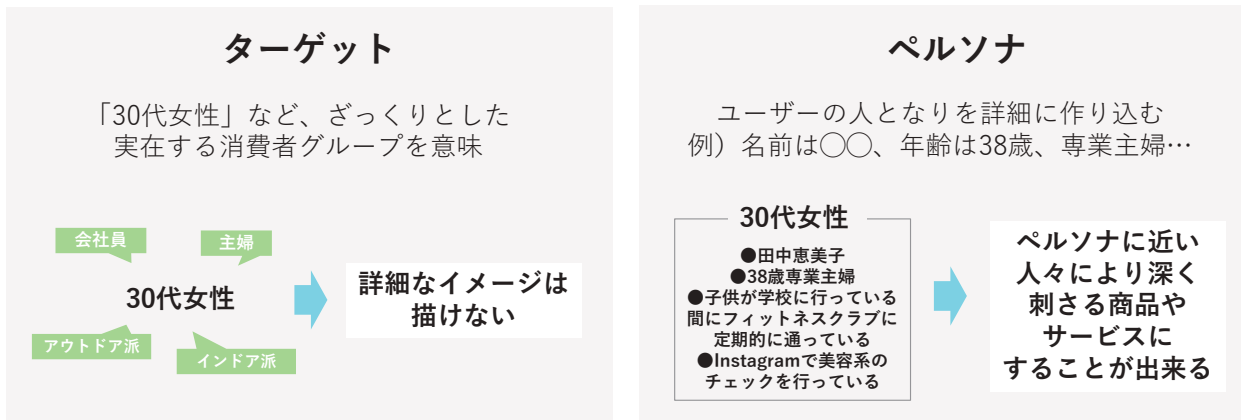 ターゲット
「30代女性」など、ざっくりとした
実在する消費者グループを意味
会社員
主婦
30代女性
アウトドア派
インドア派
詳細なイメージは
描けない
ペルソナ
ユーザーの人となりを詳細に作り込む
例）名前は◯◯、年齢は38歳、専業主婦…
30代女性
●田中恵美子
●38歳専業主婦
●子供が学校に行っている
間にフィットネスクラブに
定期的に通っている
●Instagramで美容系の
チェックを行っている
ペルソナに近い
人々により深く
刺さる商品や
サービスに
することが出来る